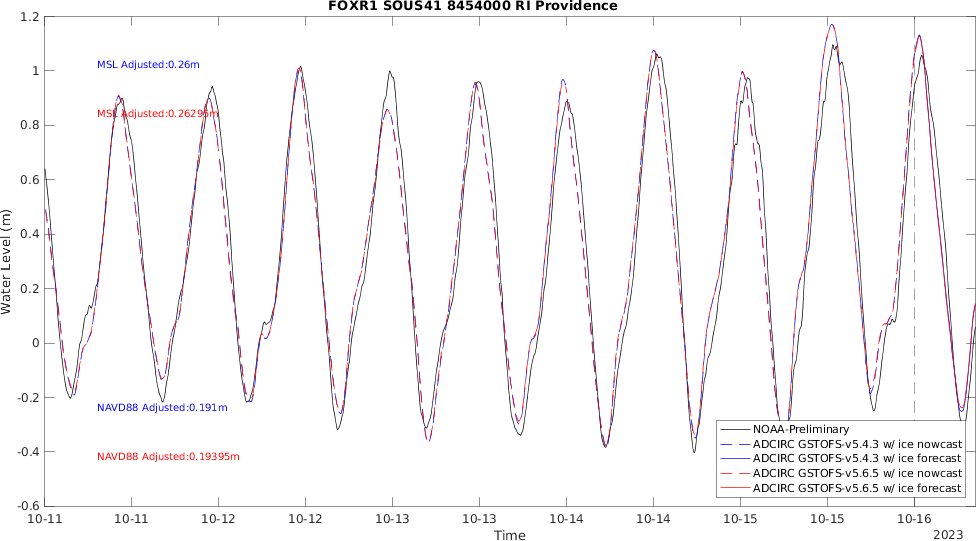 FOXR1 SOUS41 8454000 RI Providence
1.2
1
0.8
0.6
0.4
0.2
0
-0.2
-0.4
-0.6
Water Level (m)
MSL Adjusted:0.26m
MSL Adjusted:0.26295m
NAVD88 Adjusted:0.191m
NAVD88 Adjusted:0.19395m
NOAA-Preliminary
ADCIRC GSTOFS-v5.4.3 w/ ice nowcast
ADCIRC GSTOFS-v5.4.3 w/ ice forecast
ADCIRC GSTOFS-v5.6.5 w/ ice nowcast
ADCIRC GSTOFS-v5.6.5 w/ ice forecast
10-11 10-11 10-12 10-12 10-13 10-13 10-14 10-14 10-15 10-15 10-16
Time
2023